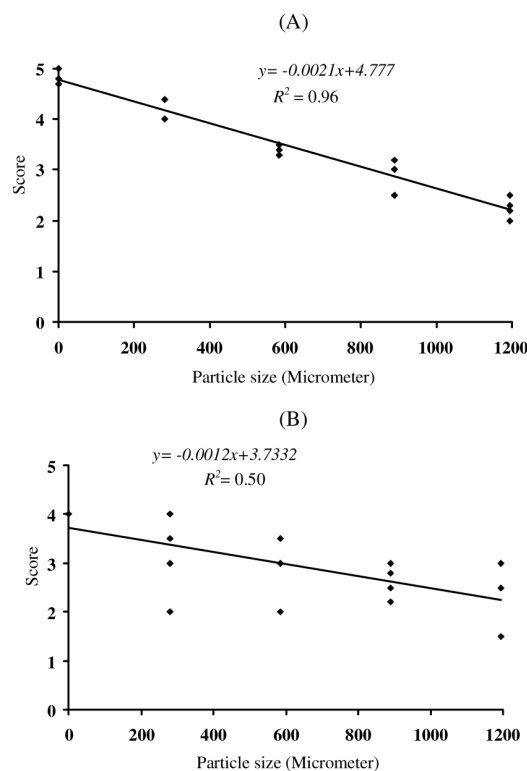 (A)
y= -0.0021x+4.777
R² = 0.96
5
4
3
2
1
0
Score
0 200 400 600 800 1000 1200
Particle size (Micrometer)
(B)
y= -0.0012x+3.7332
R²= 0.50
5
4
3
2
1
0
Score
0 200 400 600 800 1000 1200
Particle size (Micrometer)